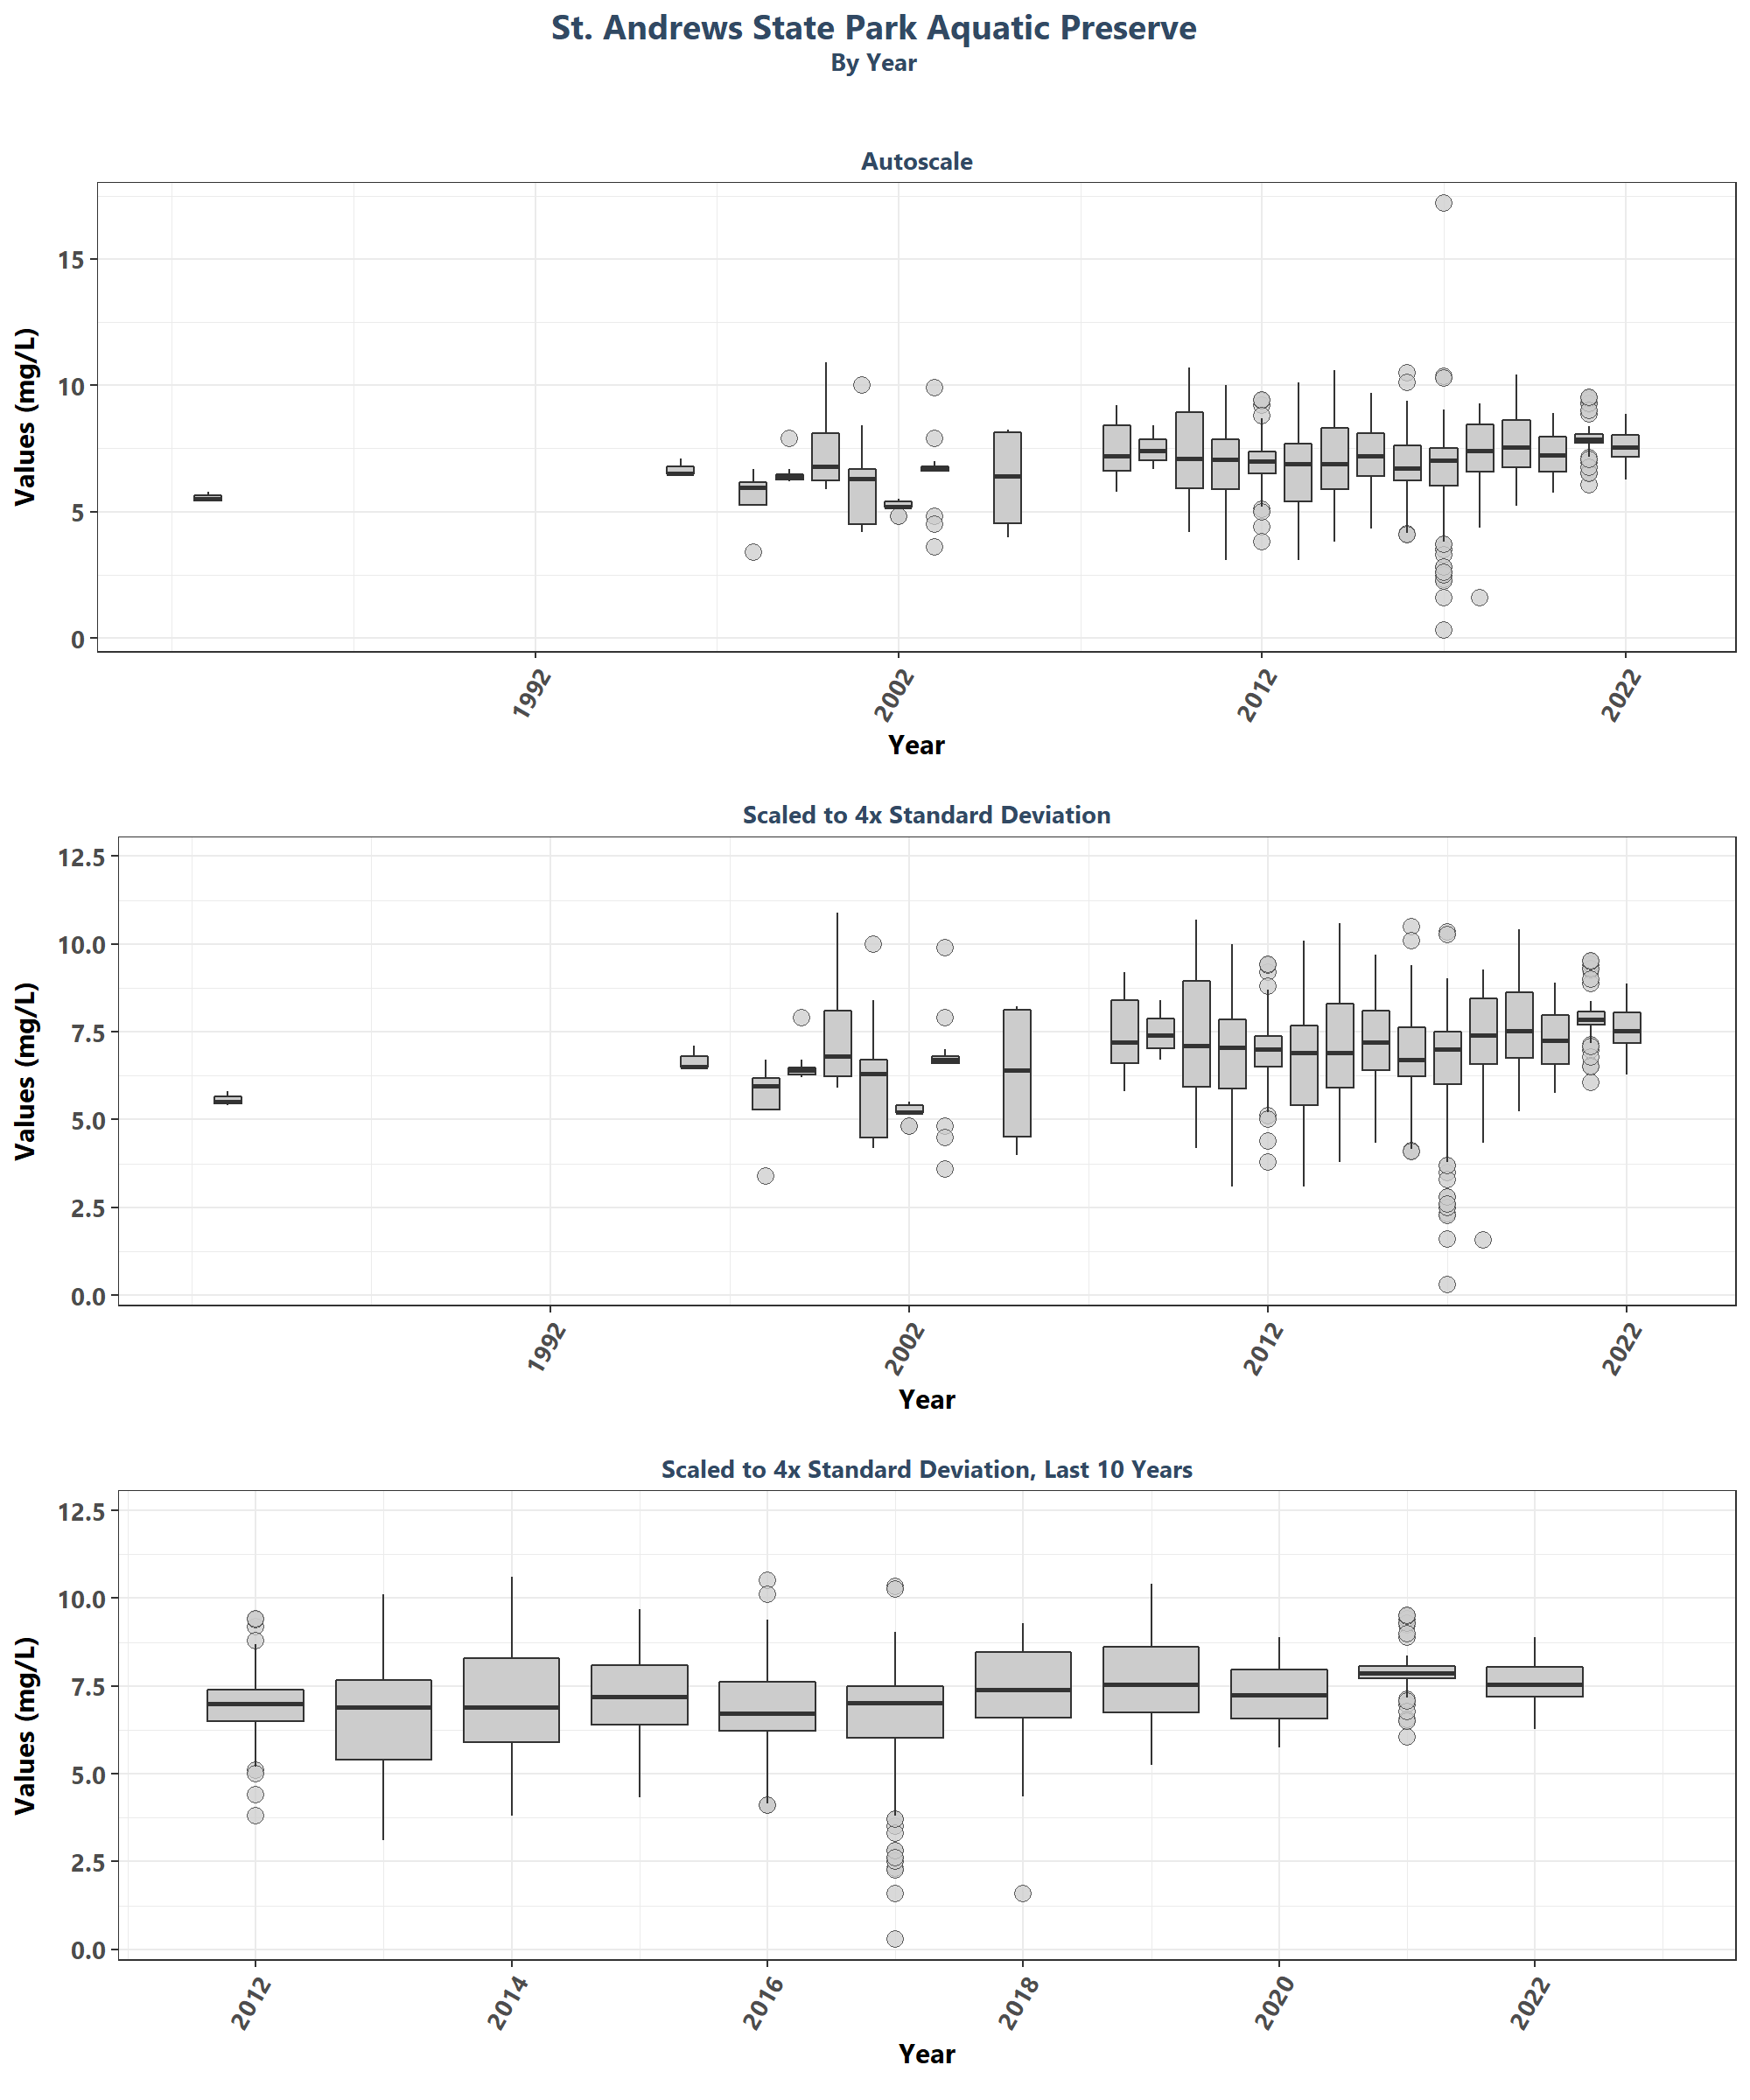 St. Andrews State Park Aquatic Preserve
By Year
Autoscale
15
10
5
0
Values (mg/L)
1992
2002
2012
2022
Year
Scaled to 4x Standard Deviation
12.5
10.0
7.5
5.0
2.5
0.0
Values (mg/L)
1992
2002
2012
2022
Year
Scaled to 4x Standard Deviation, Last 10 Years
12.5
10.0
7.5
5.0
2.5
0.0
Values (mg/L)
2012
2014
2016
2018
2020
2022
Year